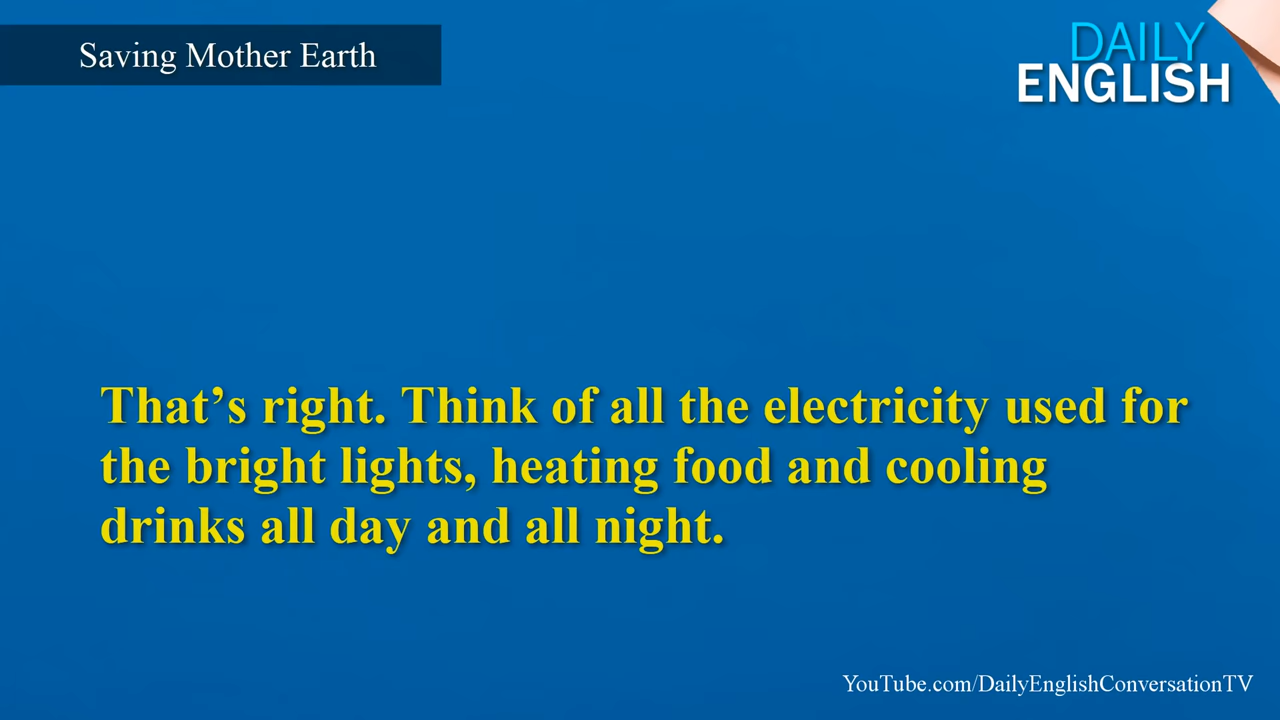 Saving Mother Earth
DAILY
ENGLISH
That’s right. Think of all the electricity used for
the bright lights, heating food and cooling
drinks all day and all night.
YouTube.com/DailyEnglishConversationTV